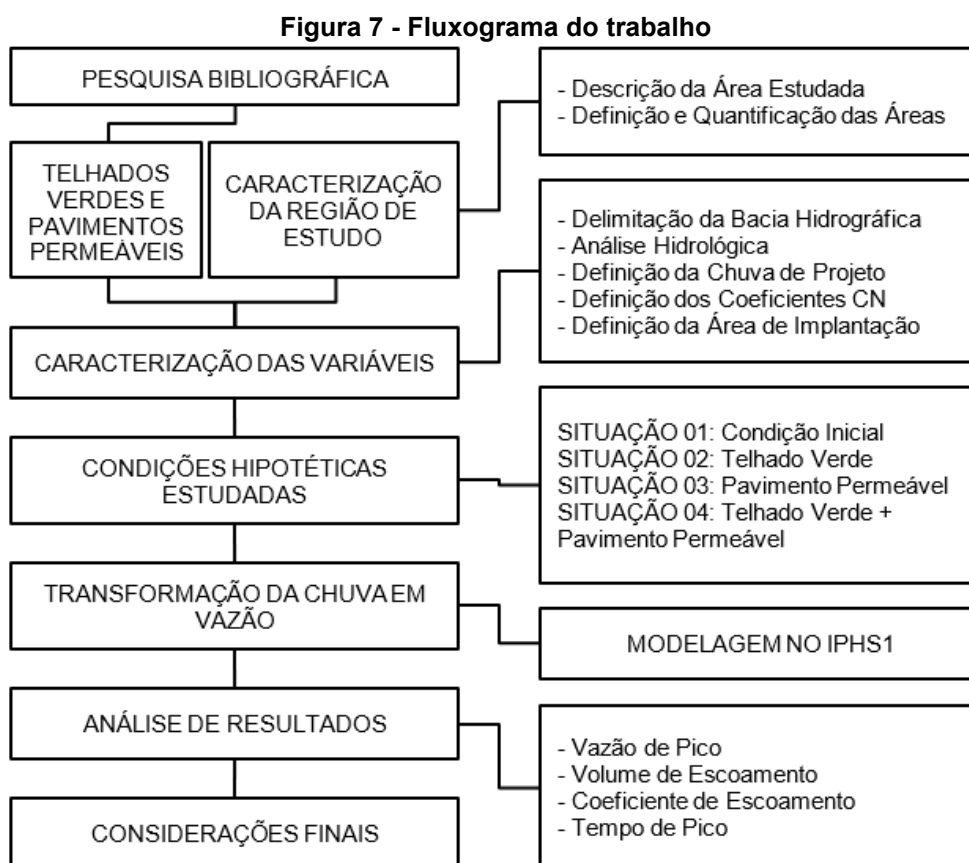 Figura 7 - Fluxograma do trabalho
PESQUISA BIBLIOGRÁFICA
- Descrição da Área Estudada
- Definição e Quantificação das Áreas
TELHADOS
VERDES E
PAVIMENTOS
PERMEÁVEIS
CARACTERIZAÇÃO
DA REGIÃO DE
ESTUDO
- Delimitação da Bacia Hidrográfica
- Análise Hidrológica
- Definição da Chuva de Projeto
- Definição dos Coeficientes CN
- Definição da Área de Implantação
CARACTERIZAÇÃO DAS VARIÁVEIS
CONDIÇÕES HIPOTÉTICAS
ESTUDADAS
SITUAÇÃO 01: Condição Inicial
SITUAÇÃO 02: Telhado Verde
SITUAÇÃO 03: Pavimento Permeável
SITUAÇÃO 04: Telhado Verde +
Pavimento Permeável
TRANSFORMAÇÃO DA CHUVA EM
VAZÃO
MODELAGEM NO IPHS1
ANÁLISE DE RESULTADOS
- Vazão de Pico
- Volume de Escoamento
- Coeficiente de Escoamento
- Tempo de Pico
CONSIDERAÇÕES FINAIS